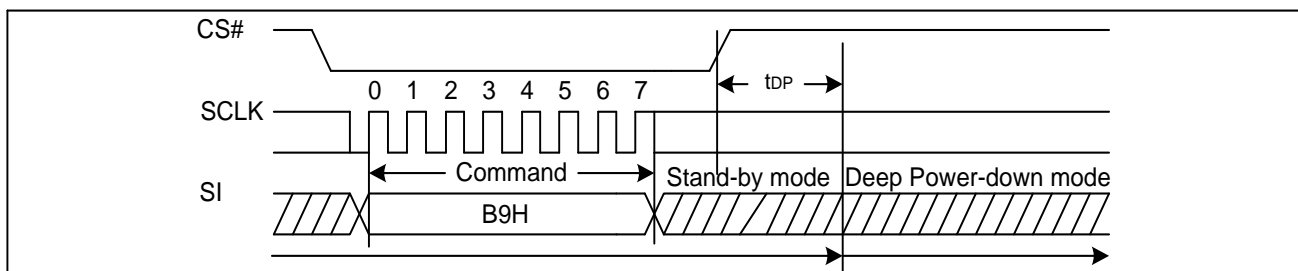 CS#
tDP
0 1 2 3 4 5 6 7
SCLK
Command
Stand-by mode Deep Power-down mode
SI
B9H